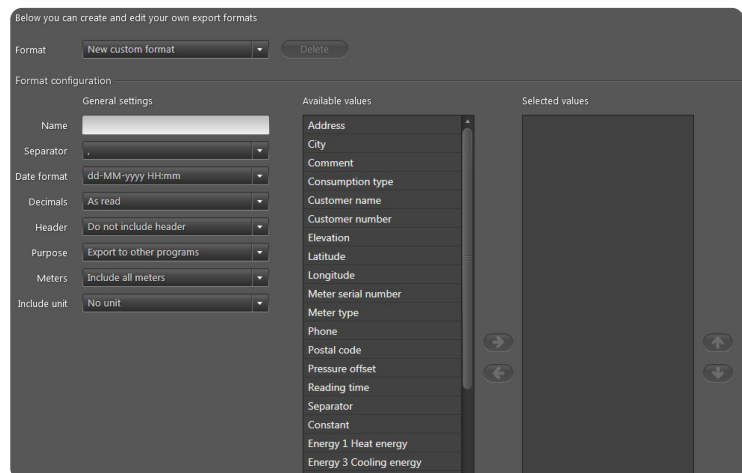 Below you can create and edit your own export formats
Format New custom format Delete
Format configuration
General settings Available values Selected values
Name
Separator ,
Date format dd-MM-yyyy HH:mm
Decimals As read
Header Do not include header
Purpose Export to other programs
Meters Include all meters
Include unit No unit
Address
City
Comment
Consumption type
Customer name
Customer number
Elevation
Latitude
Longitude
Meter serial number
Meter type
Phone
Postal code
Pressure offset
Reading time
Separator
Constant
Energy 1 Heat energy
Energy 3 Cooling energy